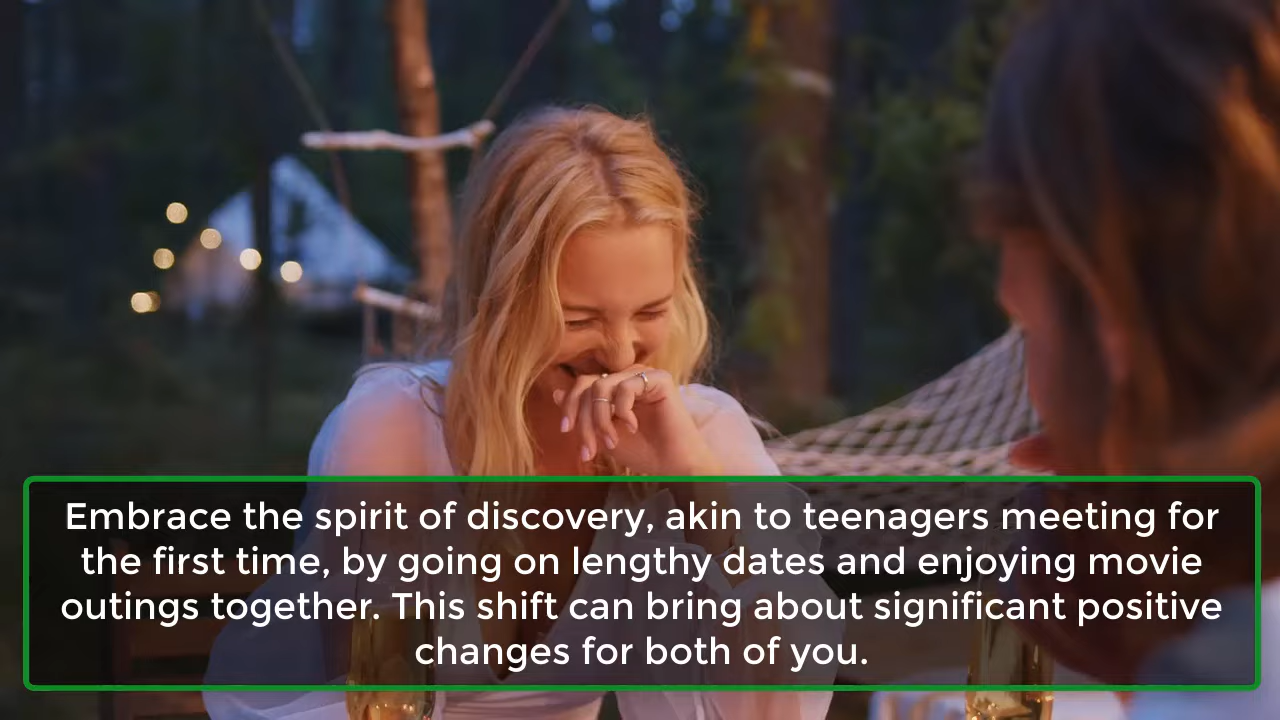 Embrace the spirit of discovery, akin to teenagers meeting for
the first time, by going on lengthy dates and enjoying movie
outings together. This shift can bring about significant positive
changes for both of you.